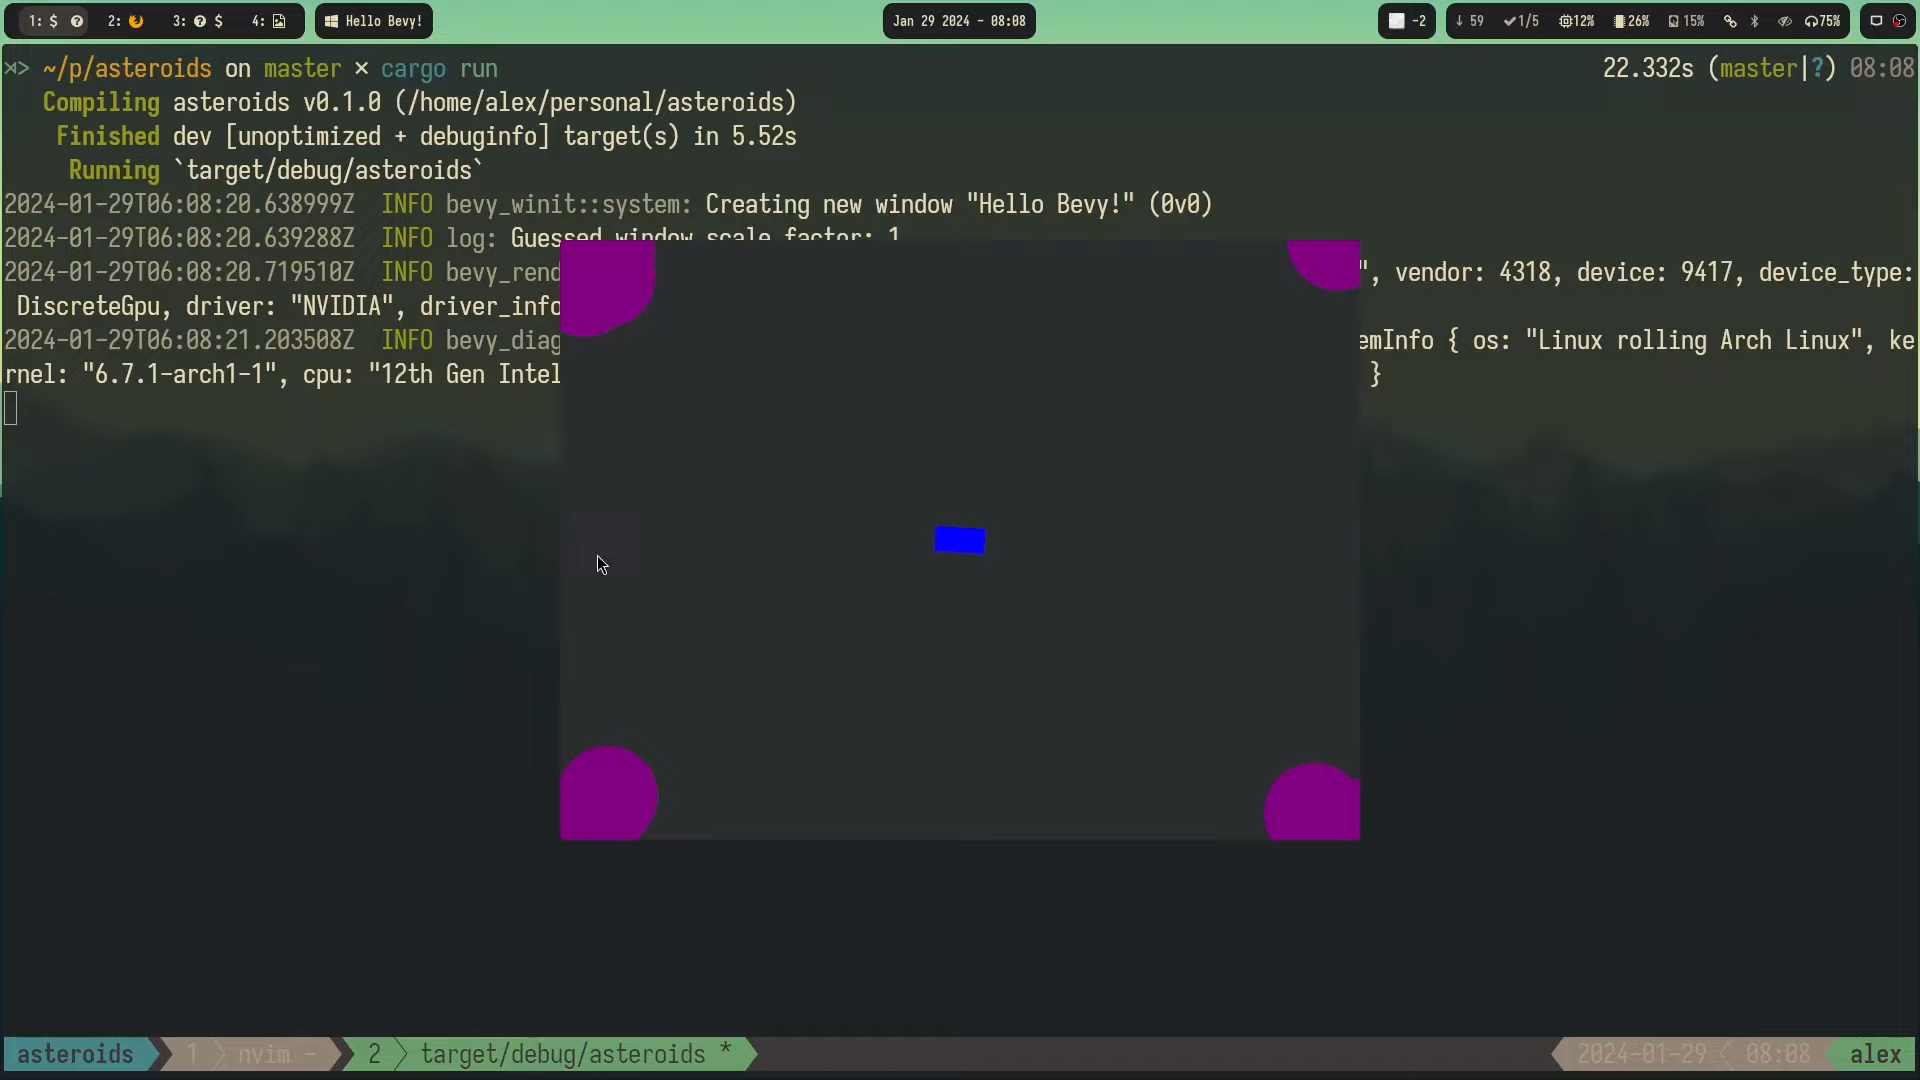 1: $ 2: 3: $ 4: Hello Bevy! Jan 29 2024 - 08:08 -2 ↓ 59 ✓1/5 12% 26% 15% 75%
~/p/asteroids on master × cargo run 22.332s (master|?) 08:08
Compiling asteroids v0.1.0 (/home/alex/personal/asteroids)
Finished dev [unoptimized + debuginfo] target(s) in 5.52s
Running `target/debug/asteroids`
2024-01-29T06:08:20.638999Z INFO bevy_winit::system: Creating new window "Hello Bevy!" (0v0)
2024-01-29T06:08:20.639288Z INFO log: Guessed window scale factor: 1
2024-01-29T06:08:20.719510Z INFO bevy_rend ", vendor: 4318, device: 9417, device_type:
DiscreteGpu, driver: "NVIDIA", driver_info
2024-01-29T06:08:21.203508Z INFO bevy_diag emInfo { os: "Linux rolling Arch Linux", ke
rnel: "6.7.1-arch1-1", cpu: "12th Gen Intel }
asteroids 1 nvim - 2 target/debug/asteroids * 2024-01-29 08:08 alex